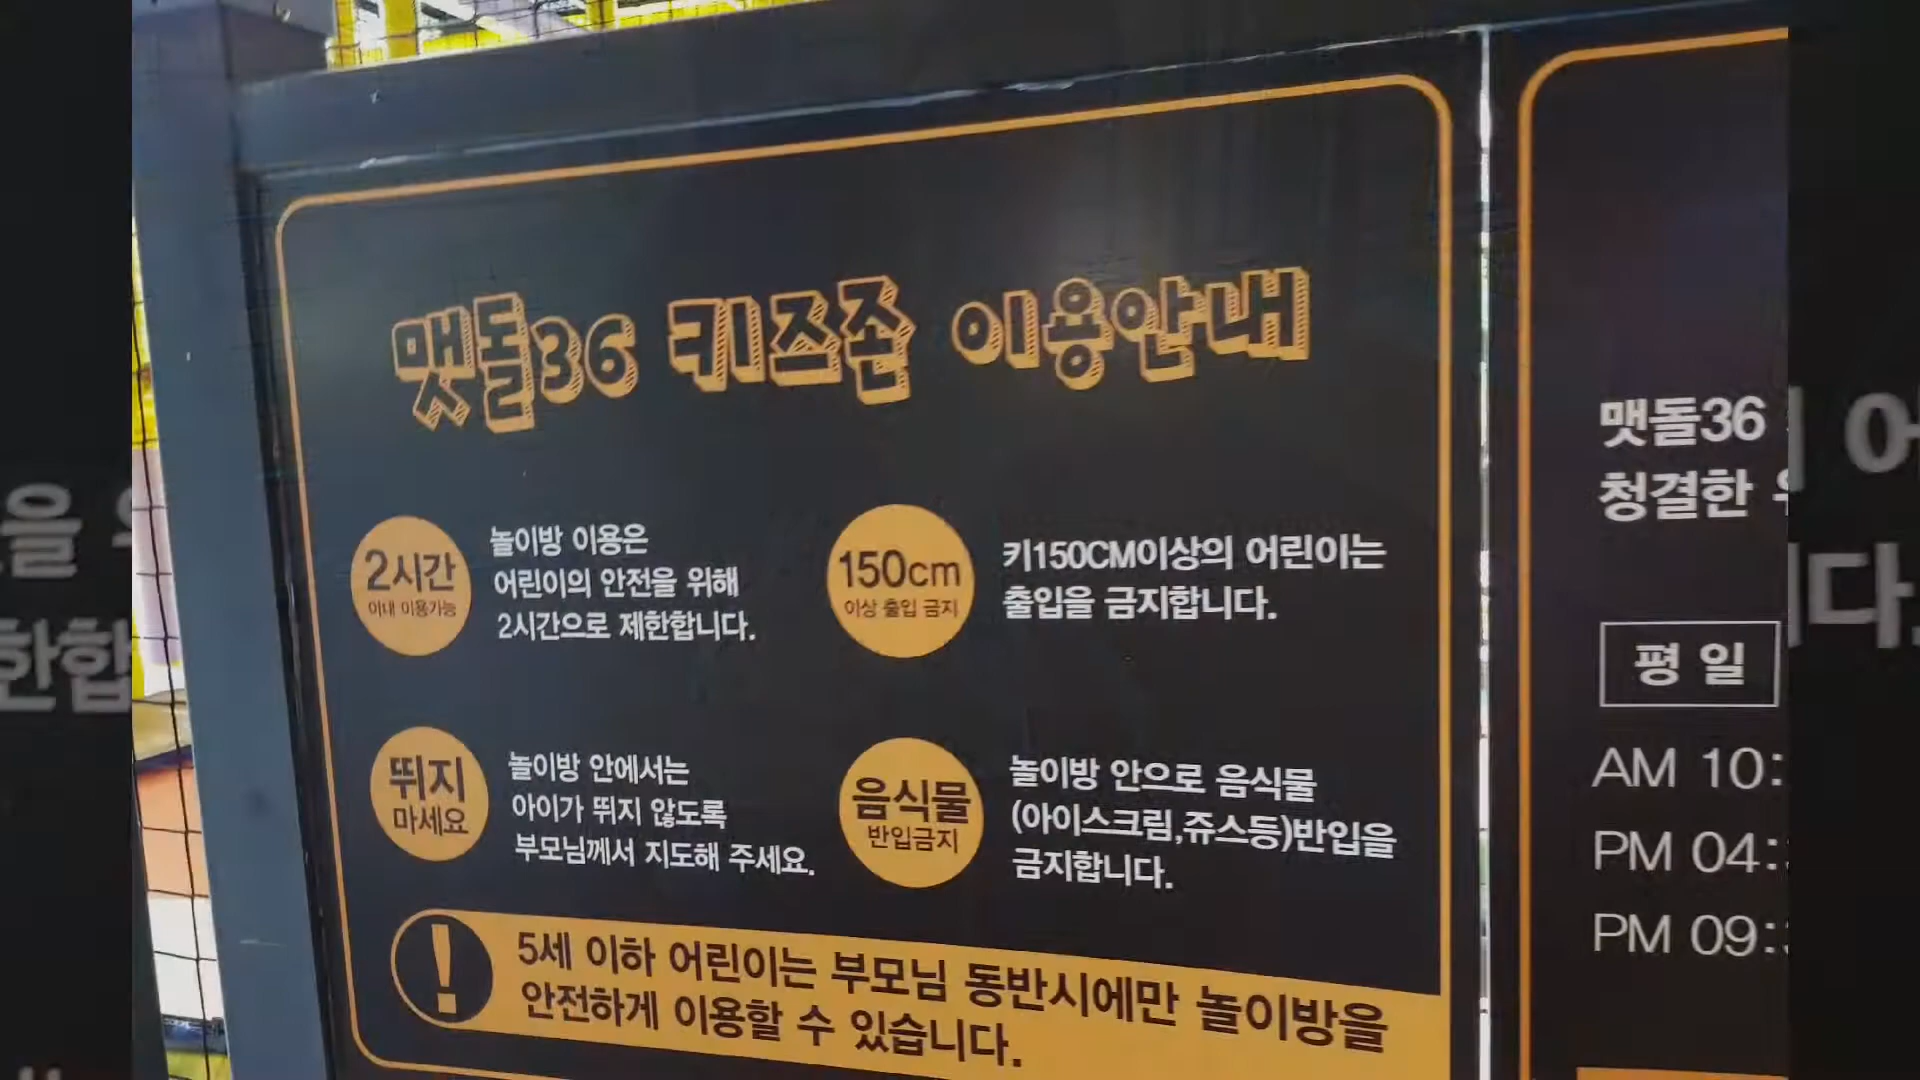 맷돌36 키즈존 이용안내
2시간
이내 이용가능
놀이방 이용은
어린이의 안전을 위해
2시간으로 제한합니다.
150cm
이상 출입 금지
키150CM이상의 어린이는
출입을 금지합니다.
뛰지
마세요
놀이방 안에서는
아이가 뛰지 않도록
부모님께서 지도해 주세요.
음식물
반입금지
놀이방 안으로 음식물
(아이스크림,쥬스등)반입을
금지합니다.
!
5세 이하 어린이는 부모님 동반시에만 놀이방을
안전하게 이용할 수 있습니다.
맷돌36
청결한
평 일
AM 10:
PM 04:
PM 09: